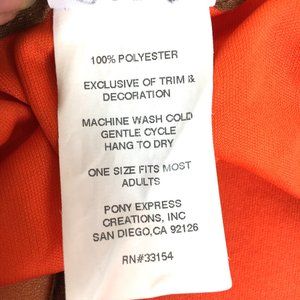 100% POLYESTER
EXCLUSIVE OF TRIM &
DECORATION
MACHINE WASH COLD
GENTLE CYCLE
HANG TO DRY
ONE SIZE FITS MOST
ADULTS
PONY EXPRESS
CREATIONS, INC
SAN DIEGO,CA 92126
RN#33154